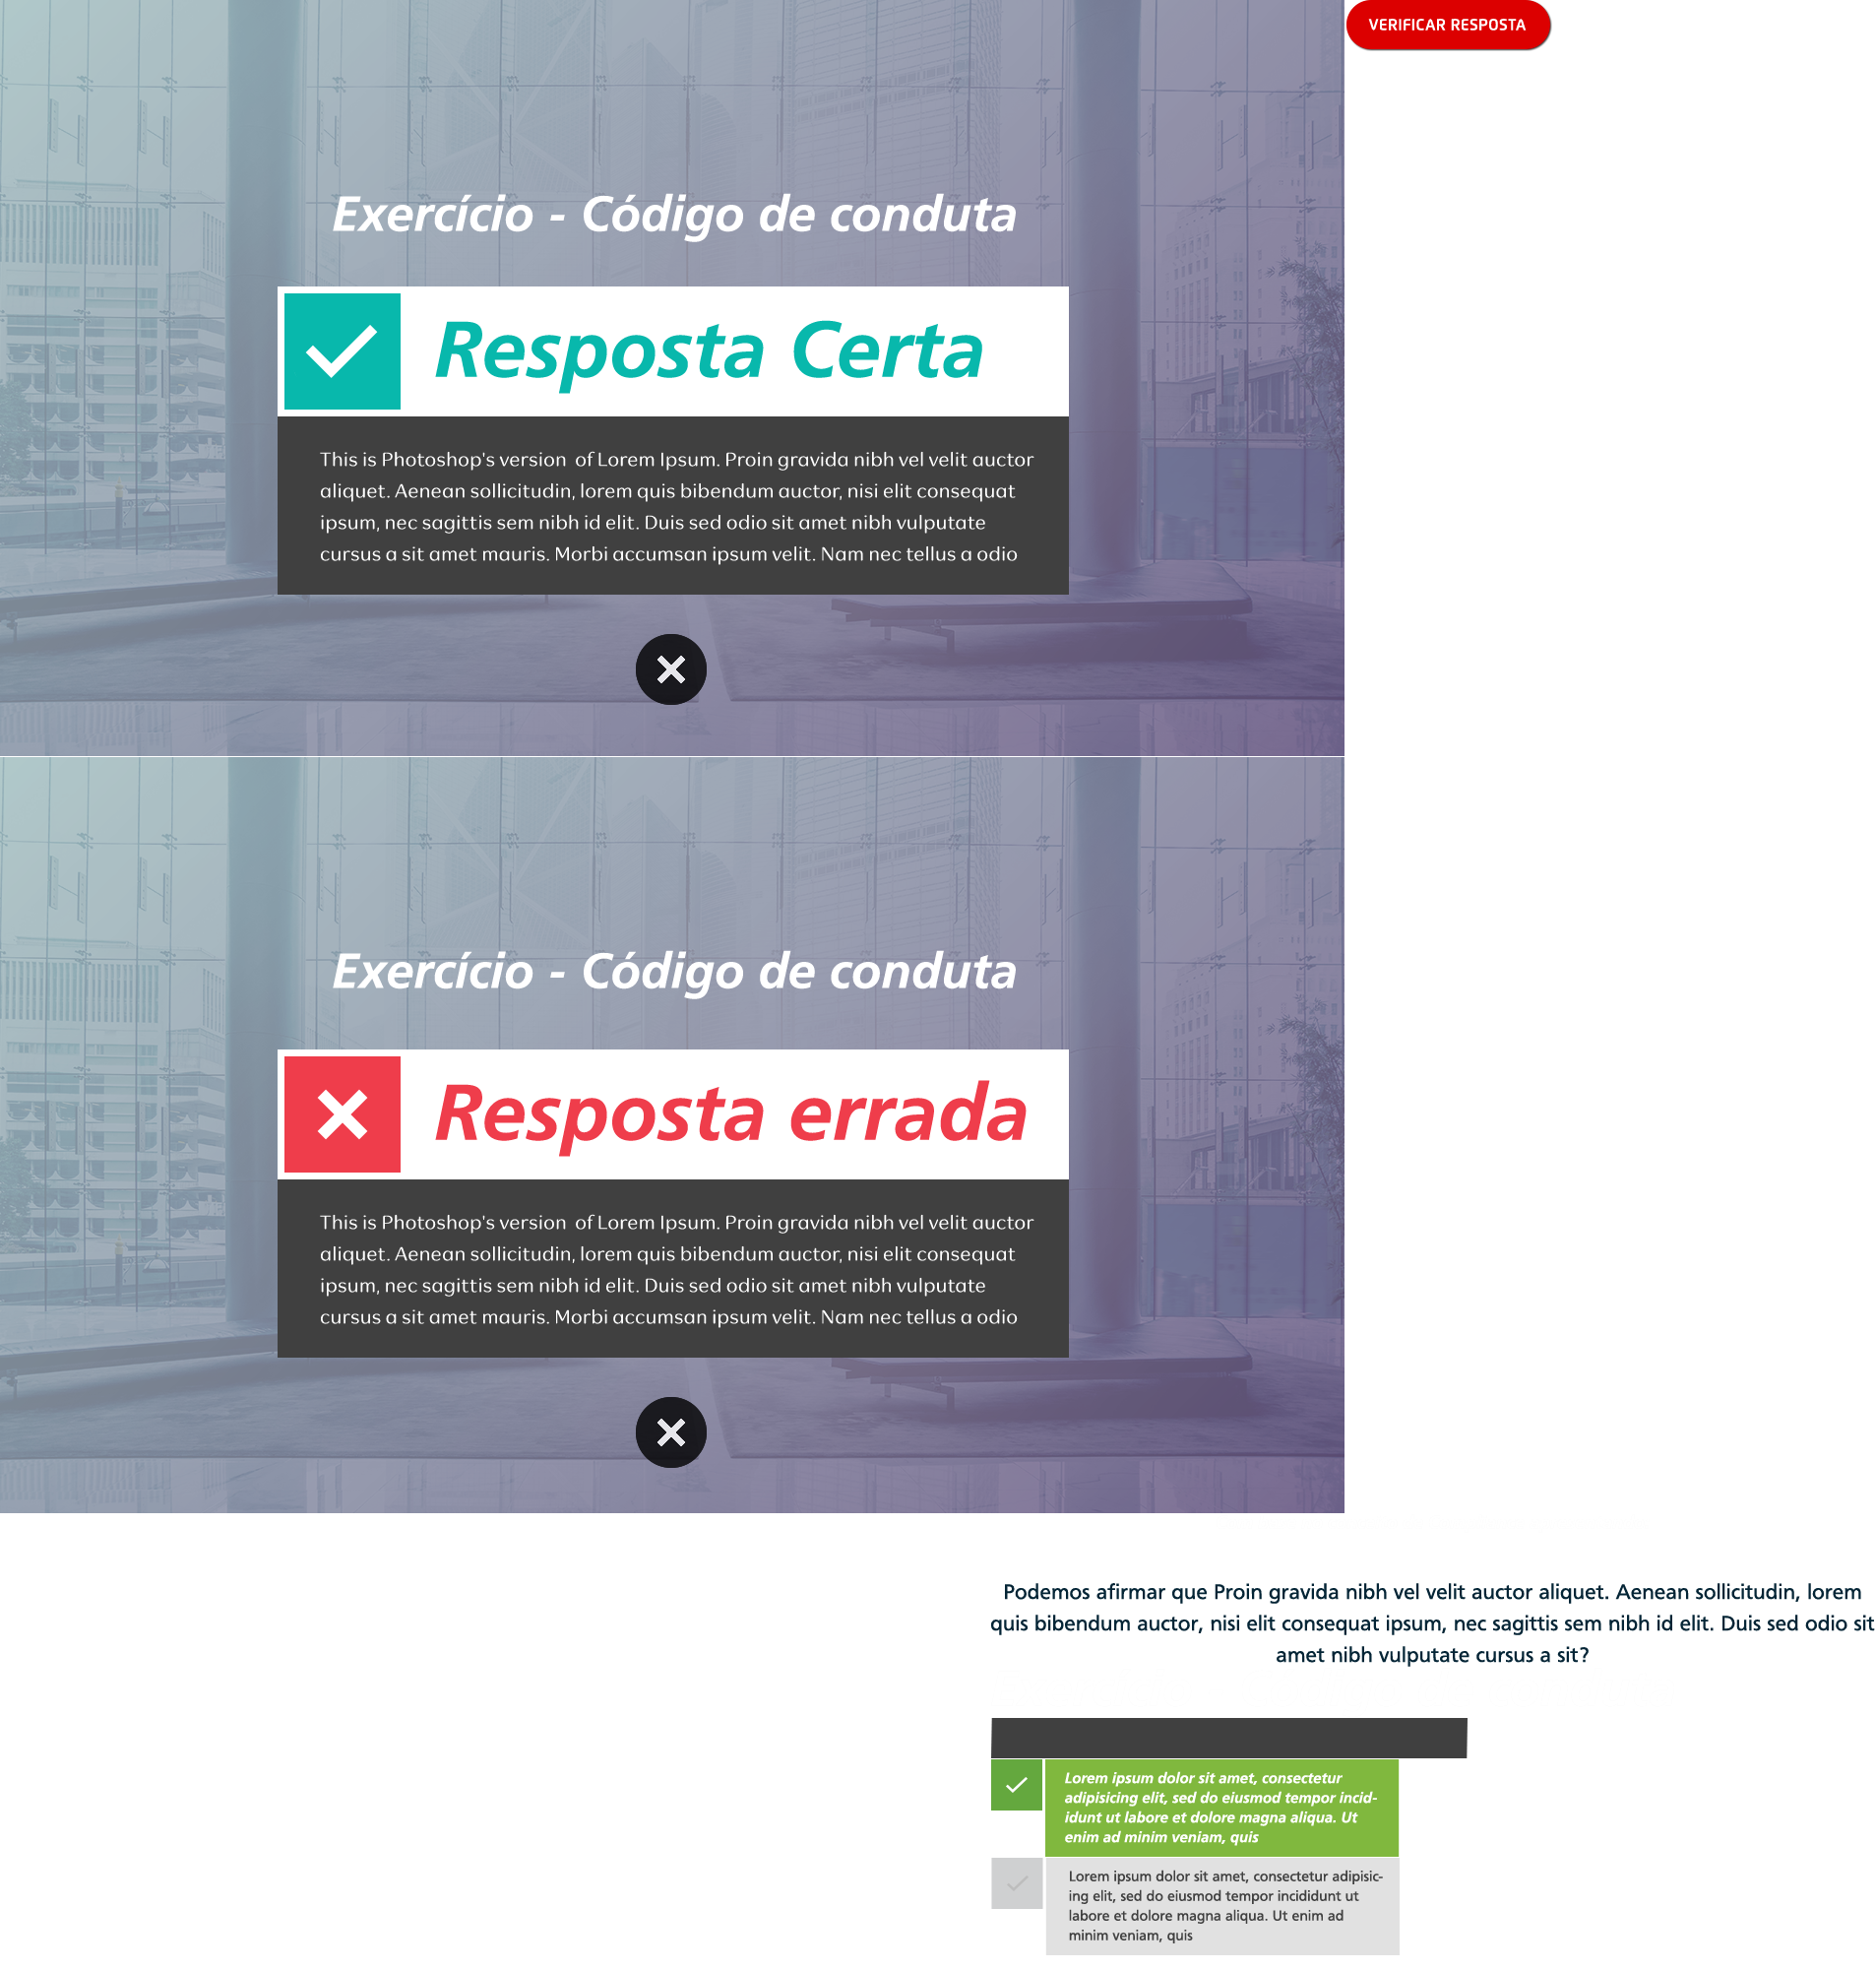 VERIFICAR RESPOSTA
Exercício - Código de conduta
Resposta Certa
This is Photoshop's version  of Lorem Ipsum. Proin gravida nibh vel velit auctor
aliquet. Aenean sollicitudin, lorem quis bibendum auctor, nisi elit consequat
ipsum, nec sagittis sem nibh id elit. Duis sed odio sit amet nibh vulputate
cursus a sit amet mauris. Morbi accumsan ipsum velit. Nam nec tellus a odio
Exercício - Código de conduta
Resposta errada
This is Photoshop's version  of Lorem Ipsum. Proin gravida nibh vel velit auctor
aliquet. Aenean sollicitudin, lorem quis bibendum auctor, nisi elit consequat
ipsum, nec sagittis sem nibh id elit. Duis sed odio sit amet nibh vulputate
cursus a sit amet mauris. Morbi accumsan ipsum velit. Nam nec tellus a odio
Podemos afirmar que Proin gravida nibh vel velit auctor aliquet. Aenean sollicitudin, lorem
quis bibendum auctor, nisi elit consequat ipsum, nec sagittis sem nibh id elit. Duis sed odio sit
amet nibh vulputate cursus a sit?
Lorem ipsum dolor sit amet, consectetur
adipisicing elit, sed do eiusmod tempor incid-
idunt ut labore et dolore magna aliqua. Ut
enim ad minim veniam, quis
Lorem ipsum dolor sit amet, consectetur adipisic-
ing elit, sed do eiusmod tempor incididunt ut
labore et dolore magna aliqua. Ut enim ad
minim veniam, quis